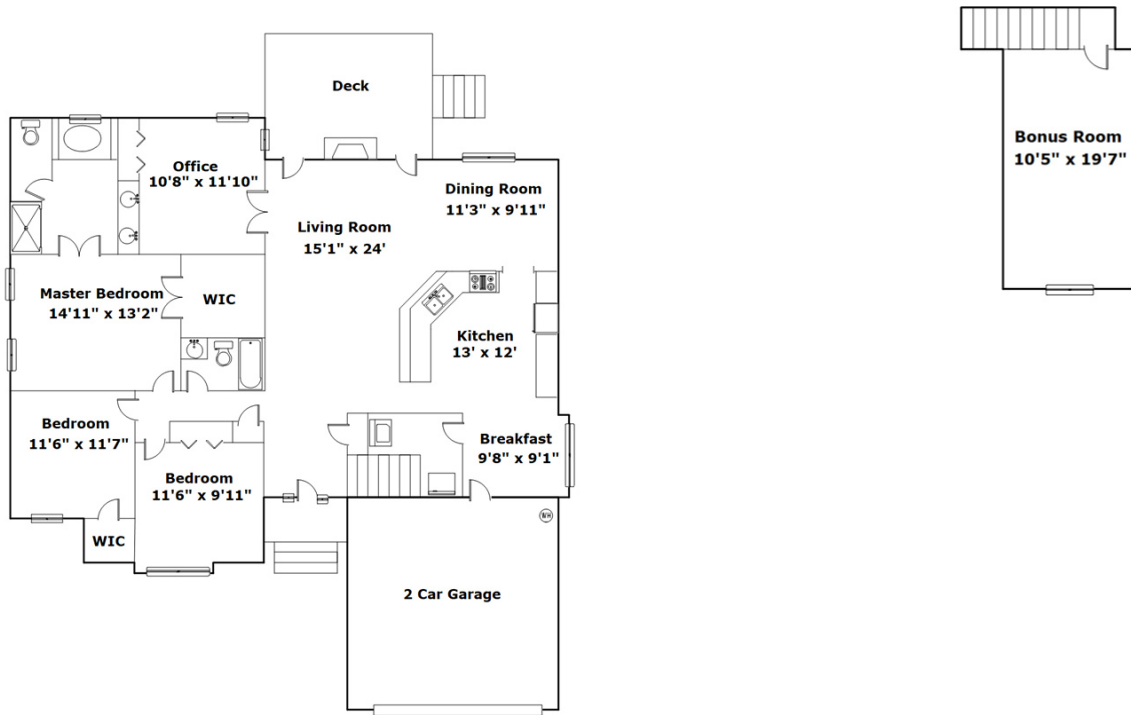 Deck
Office
10'8" x 11'10"
Dining Room
11'3" x 9'11"
Living Room
15'1" x 24'
Master Bedroom
14'11" x 13'2"
WIC
Kitchen
13' x 12'
Bedroom
11'6" x 11'7"
Breakfast
9'8" x 9'1"
Bedroom
11'6" x 9'11"
WIC
WH
2 Car Garage
Bonus Room
10'5" x 19'7"